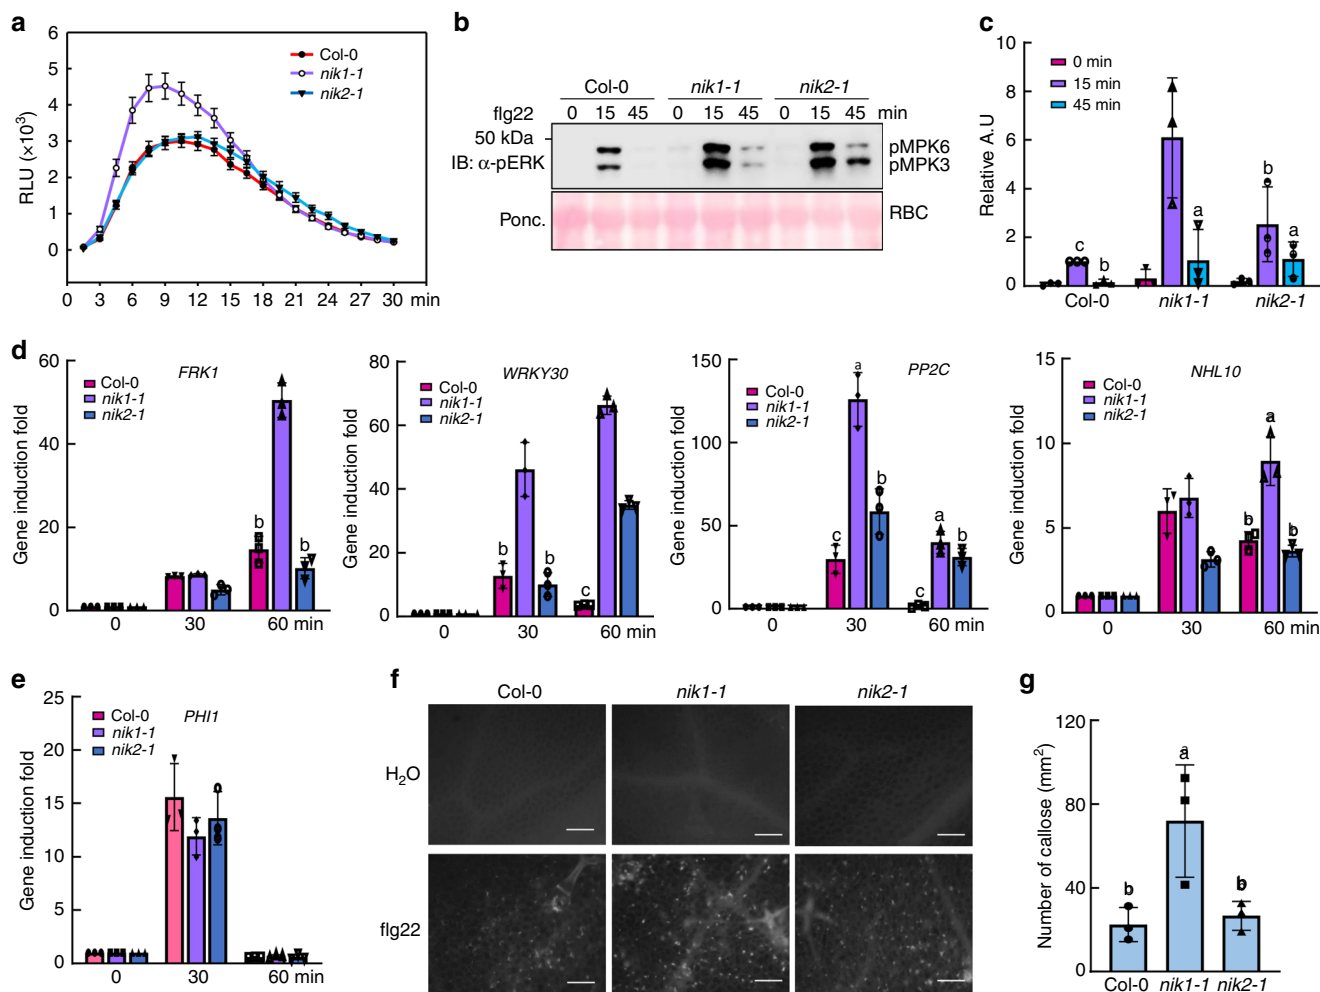 a
6
5
4
3
2
1
0
RLU (×10³)
Col-0
nik1-1
nik2-1
0 3 6 9 12 15 18 21 24 27 30 min
b
Col-0 nik1-1 nik2-1
flg22 0 15 45 0 15 45 0 15 45 min
50 kDa
IB: α-pERK
pMPK6
pMPK3
Ponc.
RBC
c
10
8
6
4
2
0
Relative A.U
0 min
15 min
45 min
c b a b a
Col-0 nik1-1 nik2-1
d
60
40
20
0
Gene induction fold
FRK1
Col-0
nik1-1
nik2-1
b b
0 30 60 min
80
60
40
20
0
Gene induction fold
WRKY30
Col-0
nik1-1
nik2-1
b b c
0 30 60 min
150
100
50
0
Gene induction fold
PP2C
Col-0
nik1-1
nik2-1
c a b c a b
0 30 60 min
15
10
5
0
Gene induction fold
NHL10
Col-0
nik1-1
nik2-1
b a b
0 30 60 min
e
25
20
15
10
5
0
Gene induction fold
PHI1
Col-0
nik1-1
nik2-1
0 30 60 min
f
Col-0 nik1-1 nik2-1
H₂O
flg22
g
120
80
40
0
Number of callose (mm²)
b a b
Col-0 nik1-1 nik2-1